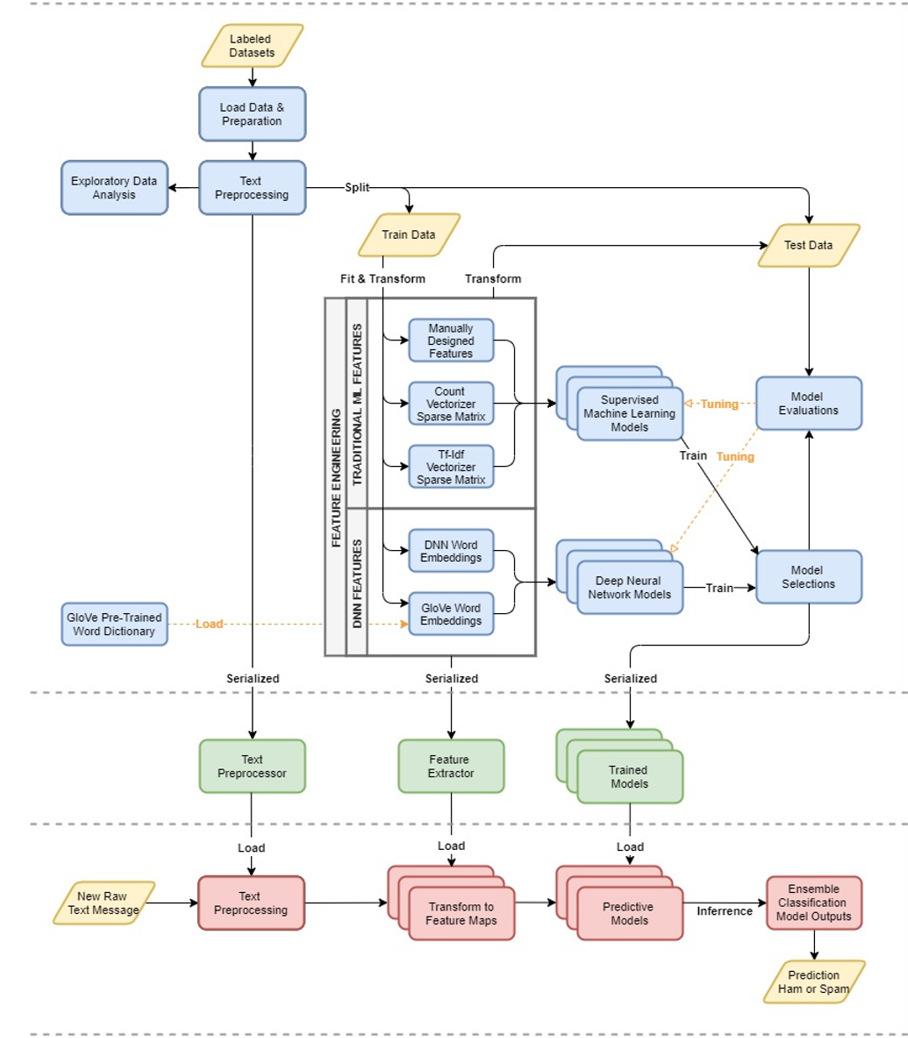 Labeled
Datasets
Load Data &
Preparation
Exploratory Data
Analysis
Text
Preprocessing
Split
Train Data
Test Data
Fit & Transform
Transform
FEATURE ENGINEERING
TRADITIONAL ML FEATURES
Manually
Designed
Features
Count
Vectorizer
Sparse Matrix
Tf-Idf
Vectorizer
Sparse Matrix
Supervised
Machine Learning
Models
Tuning
Model
Evaluations
Train
Tuning
DNN FEATURES
DNN Word
Embeddings
GloVe Word
Embeddings
Deep Neural
Network Models
Train
Model
Selections
GloVe Pre-Trained
Word Dictionary
Load
Serialized
Serialized
Serialized
Text
Preprocessor
Feature
Extractor
Trained
Models
Load
Load
Load
New Raw
Text Message
Text
Preprocessing
Transform to
Feature Maps
Predictive
Models
Inferrence
Ensemble
Classification
Model Outputs
Prediction
Ham or Spam